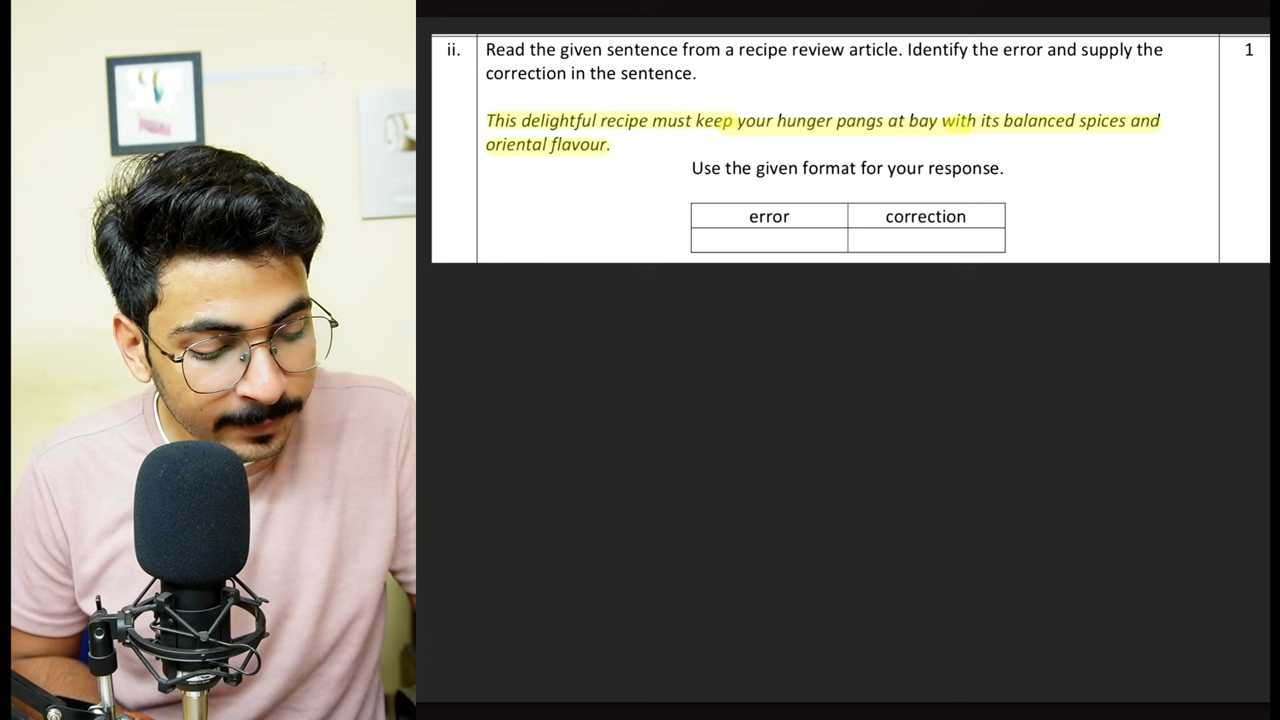 ii. Read the given sentence from a recipe review article. Identify the error and supply the 1
correction in the sentence.
This delightful recipe must keep your hunger pangs at bay with its balanced spices and
oriental flavour.
Use the given format for your response.
error correction